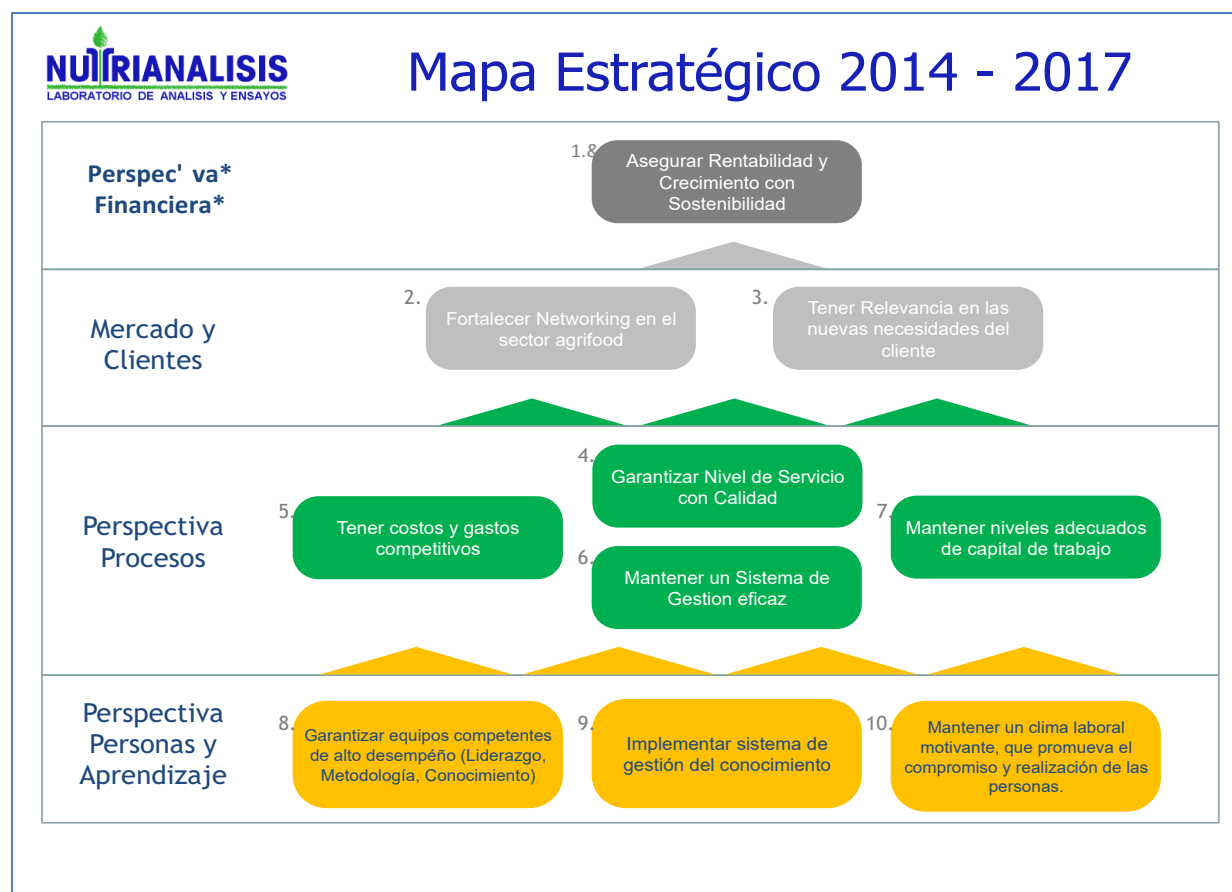 NUTRIANALISIS
LABORATORIO DE ANALISIS Y ENSAYOS
Mapa Estratégico 2014 - 2017
Perspec' va*
Financiera*
1.&
Asegurar Rentabilidad y
Crecimiento con
Sostenibilidad
Mercado y
Clientes
2.
Fortalecer Networking en el
sector agrifood
3.
Tener Relevancia en las
nuevas necesidades del
cliente
Perspectiva
Procesos
4.
Garantizar Nivel de Servicio
con Calidad
5.
Tener costos y gastos
competitivos
6.
Mantener un Sistema de
Gestion eficaz
7.
Mantener niveles adecuados
de capital de trabajo
Perspectiva
Personas y
Aprendizaje
8.
Garantizar equipos competentes
de alto desempéño (Liderazgo,
Metodología, Conocimiento)
9.
Implementar sistema de
gestión del conocimiento
10.
Mantener un clima laboral
motivante, que promueva el
compromiso y realización de las
personas.